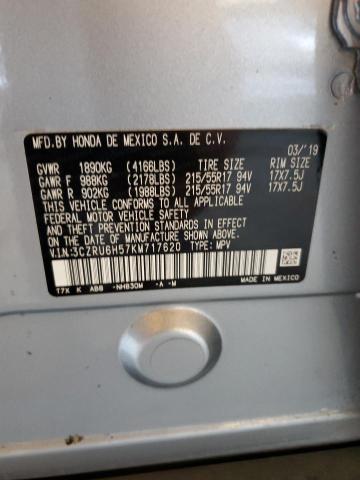 MFD.BY HONDA DE MEXICO S.A. DE C.V. 03/'19
GVWR 1890KG (4166LBS) TIRE SIZE RIM SIZE
GAWR F 988KG (2178LBS) 215/55R17 94V 17X7.5J
GAWR R 902KG (1988LBS) 215/55R17 94V 17X7.5J
THIS VEHICLE CONFORMS TO ALL APPLICABLE
FEDERAL MOTOR VEHICLE SAFETY AND BUMPER
STANDARDS IN EFFECT ON THE DATE OF
MANUFACTURE SHOWN ABOVE.
V.I.N:3CZRU6H57KM717620 TYPE: MPV
T7X K ABB -NH830M -A -M
MADE IN MEXICO